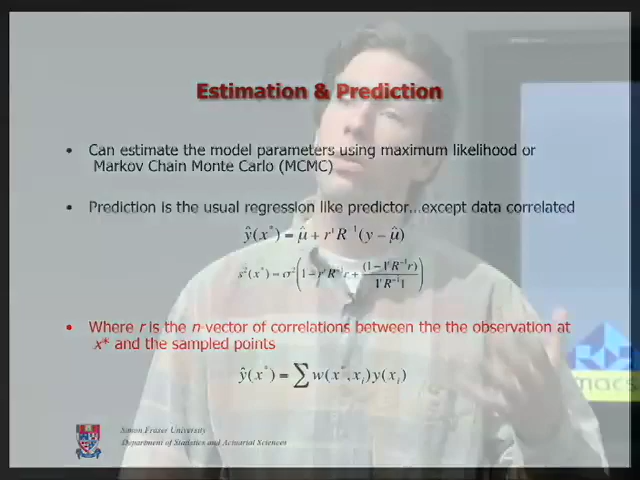 Estimation & Prediction
• Can estimate the model parameters using maximum likelihood or
Markov Chain Monte Carlo (MCMC)
• Prediction is the usual regression like predictor...except data correlated
ŷ(x*) = μ̂ + r'R⁻¹(y − μ̂)
s²(x*) = σ²(1 − r'R⁻¹r + (1 − 1'R⁻¹r) / 1'R⁻¹1)
• Where r is the n-vector of correlations between the the observation at
x* and the sampled points
ŷ(x*) = ∑ w(x*, xᵢ)y(xᵢ)
macs
Simon Fraser University
Department of Statistics and Actuarial Sciences